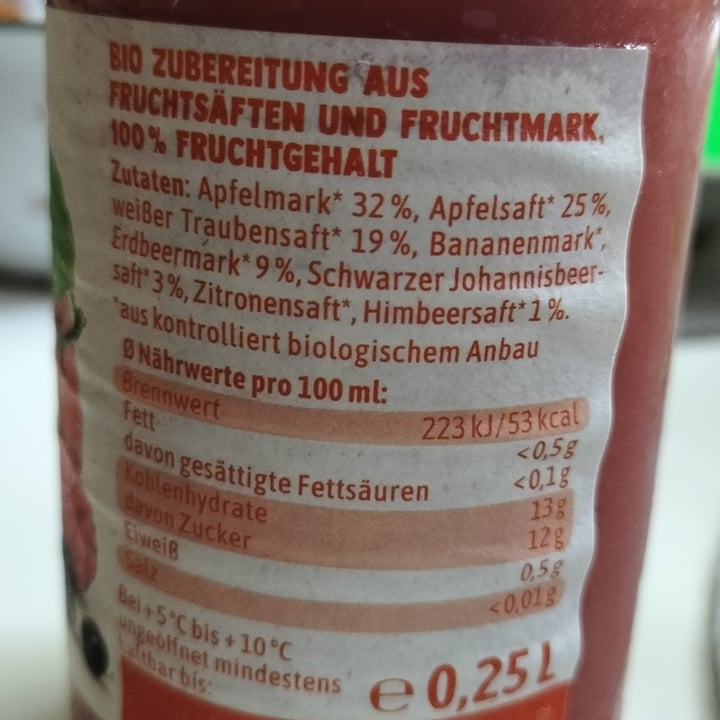 BIO ZUBEREITUNG AUS
FRUCHTSÄFTEN UND FRUCHTMARK,
100 % FRUCHTGEHALT
Zutaten: Apfelmark* 32 %, Apfelsaft* 25 %,
weißer Traubensaft* 19 %, Bananenmark*,
Erdbeermark* 9 %, Schwarzer Johannisbeer-
saft* 3 %, Zitronensaft*, Himbeersaft* 1 %.
*aus kontrolliert biologischem Anbau
Ø Nährwerte pro 100 ml:
Brennwert 223 kJ/53 kcal
Fett <0,5g
davon gesättigte Fettsäuren <0,1g
Kohlenhydrate 13g
davon Zucker 12g
Eiweiß 0,5g
Salz <0,01g
Bei +5°C bis +10°C
ungeöffnet mindestens
haltbar bis:
e 0,25 L